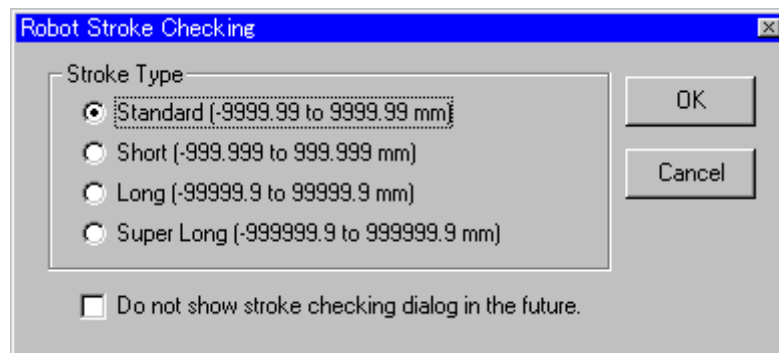 Robot Stroke Checking
Stroke Type
Standard (-9999.99 to 9999.99 mm)
Short (-999.999 to 999.999 mm)
Long (-99999.9 to 99999.9 mm)
Super Long (-999999.9 to 999999.9 mm)
OK
Cancel
Do not show stroke checking dialog in the future.